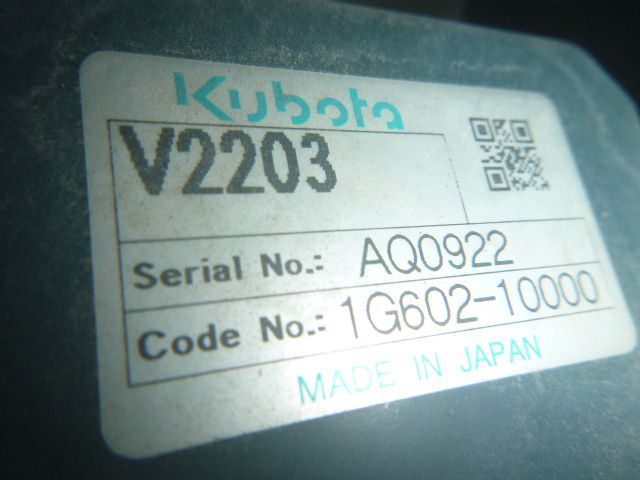 Kubota
V2203
Serial No.: AQ0922
Code No.: 1G602-10000
MADE IN JAPAN